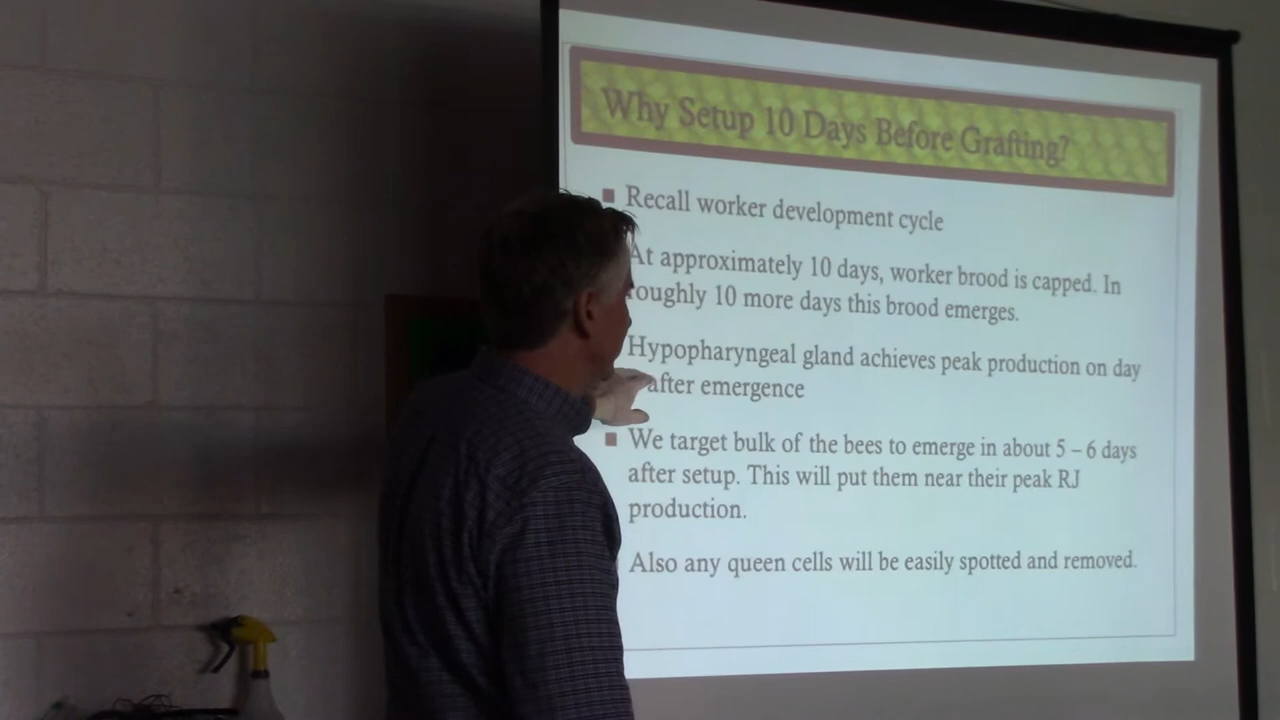 Why Setup 10 Days Before Grafting?
Recall worker development cycle
At approximately 10 days, worker brood is capped. In
roughly 10 more days this brood emerges.
Hypopharyngeal gland achieves peak production on day
after emergence
We target bulk of the bees to emerge in about 5 – 6 days
after setup. This will put them near their peak RJ
production.
Also any queen cells will be easily spotted and removed.